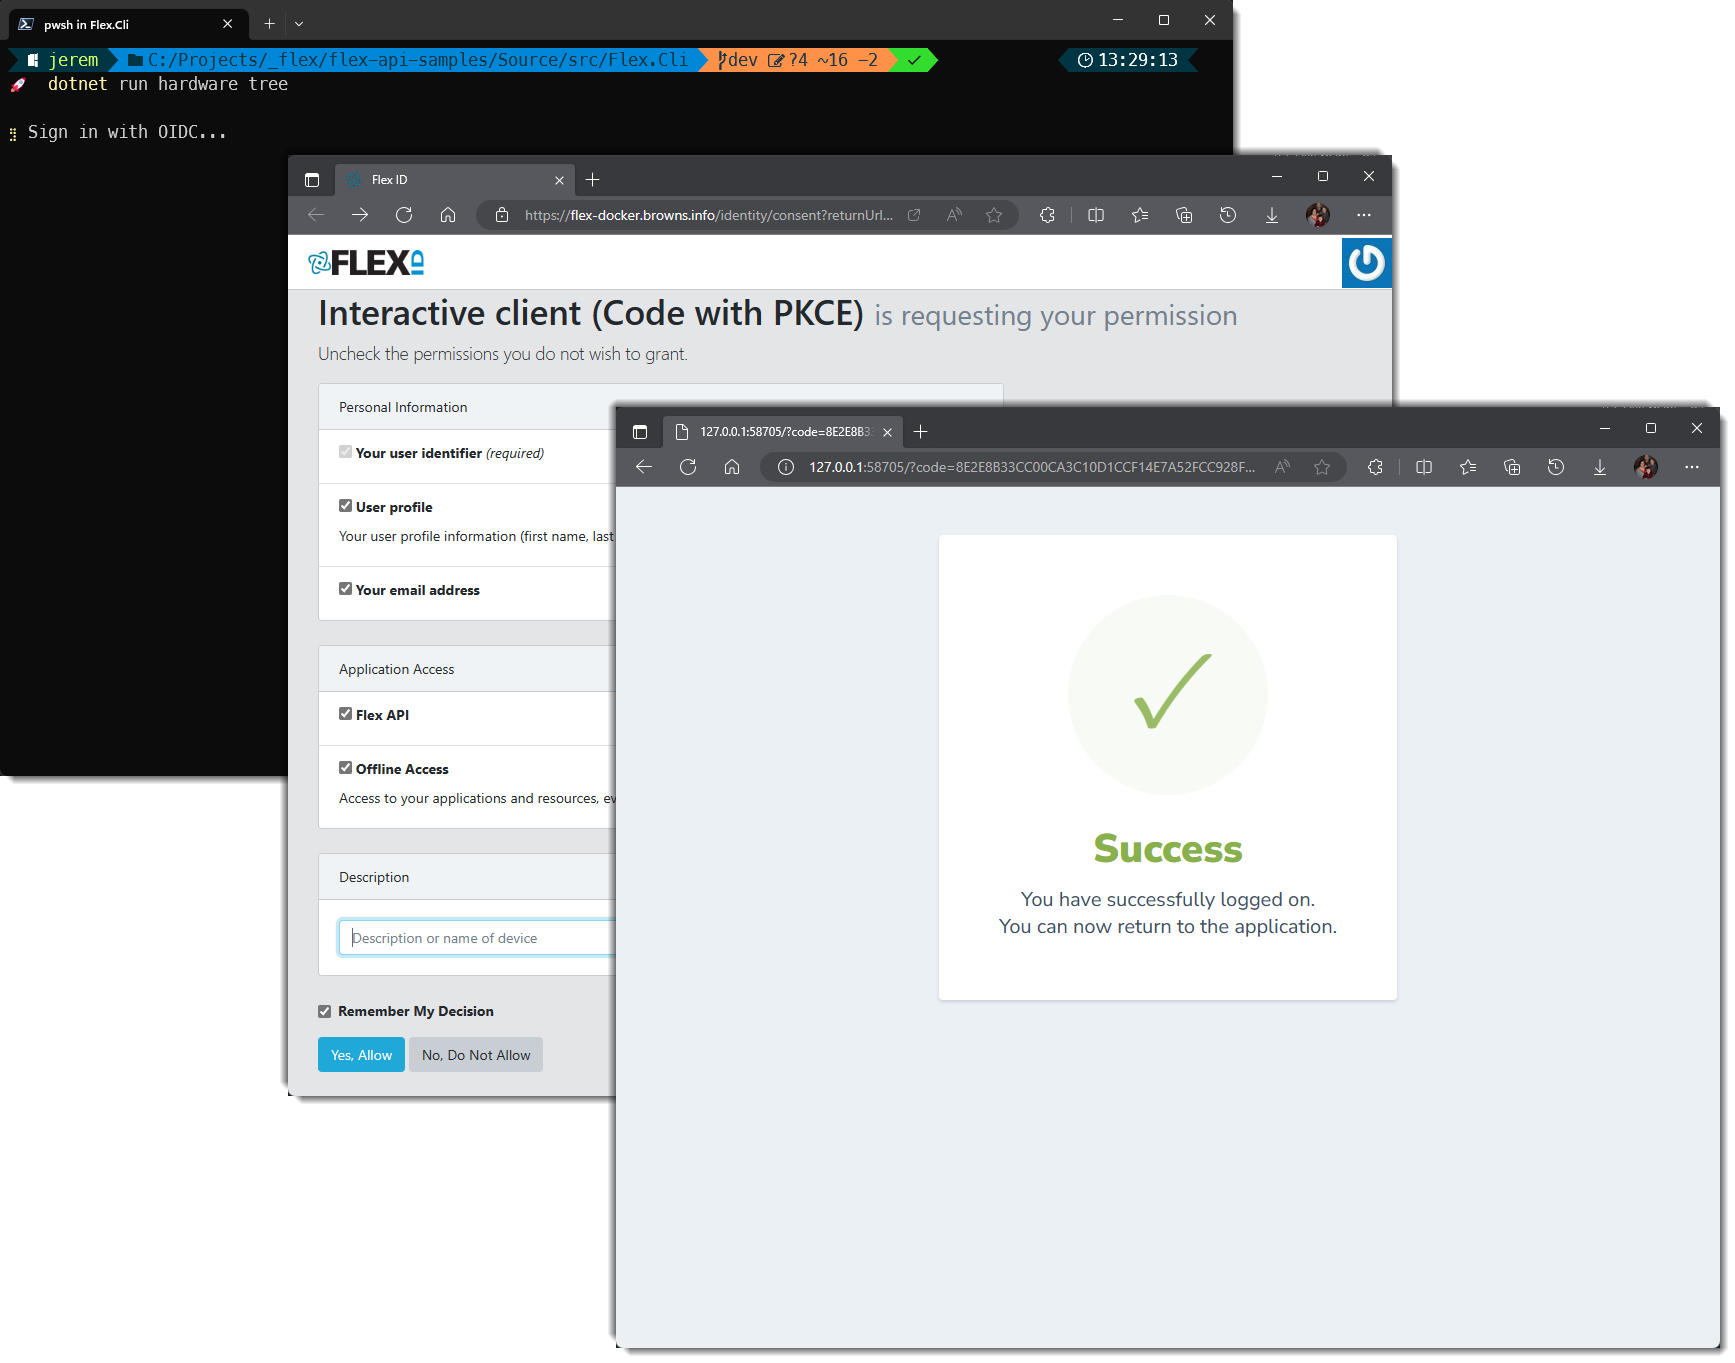 pwsh in Flex.Cli
jerem C:/Projects/_flex/flex-api-samples/Source/src/Flex.Cli dev ?4 ~16 -2 13:29:13
dotnet run hardware tree
Sign in with OIDC...
Flex ID
https://flex-docker.browns.info/identity/consent?returnUrl...
FLEX ID
Interactive client (Code with PKCE) is requesting your permission
Uncheck the permissions you do not wish to grant.
Personal Information
Your user identifier (required)
User profile
Your user profile information (first name, last
Your email address
Application Access
Flex API
Offline Access
Access to your applications and resources, ev
Description
Description or name of device
Remember My Decision
Yes, Allow
No, Do Not Allow
127.0.0.1:58705/?code=8E2E8B33
127.0.0.1:58705/?code=8E2E8B33CC00CA3C10D1CCF14E7A52FCC928F...
Success
You have successfully logged on.
You can now return to the application.